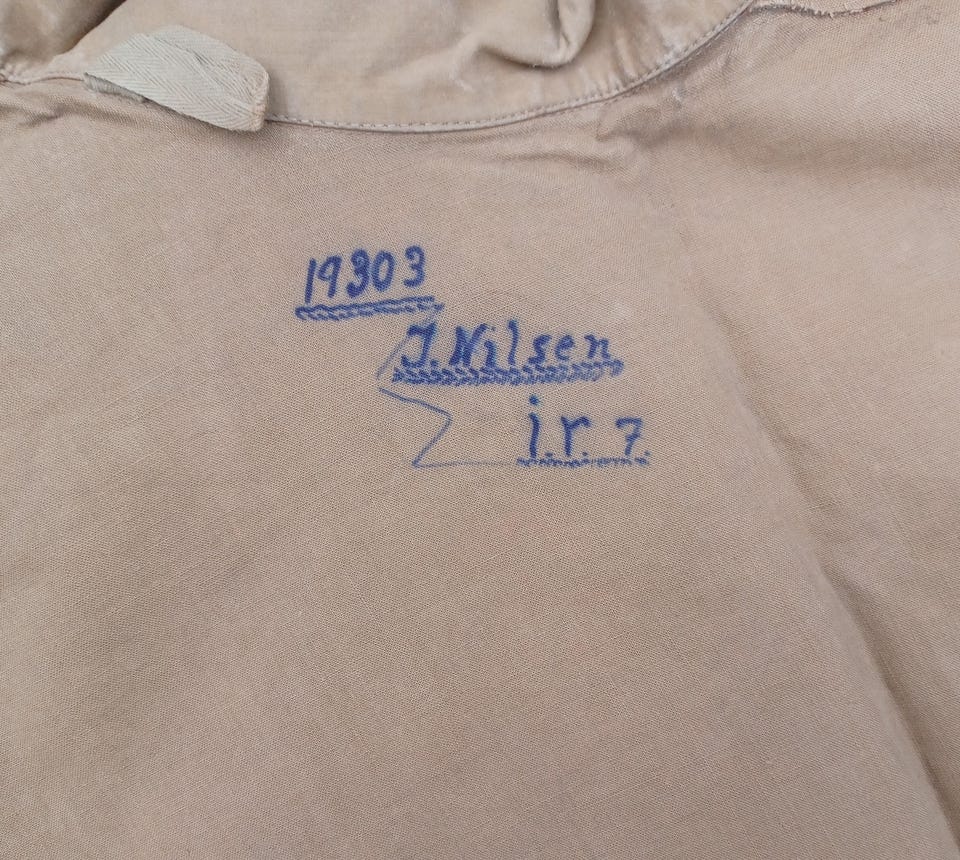 19303
J. Nilsen
i.r. 7.